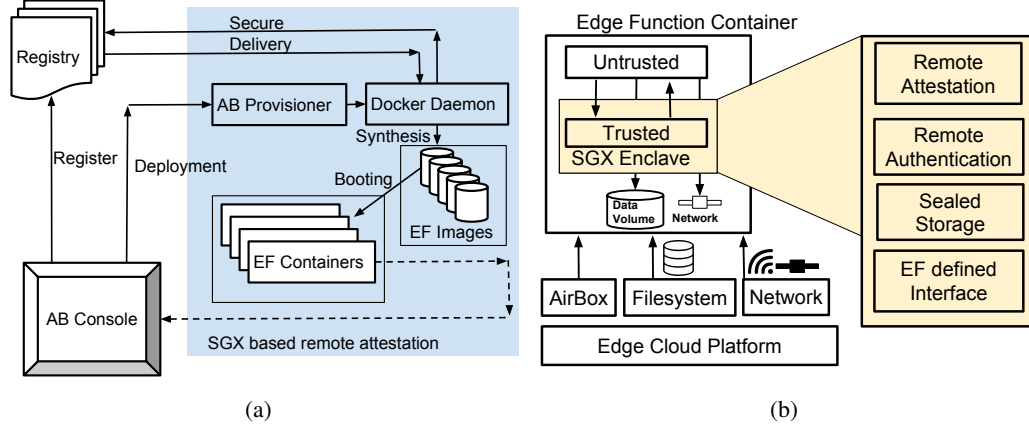 Registry
Secure
Delivery
AB Provisioner
Docker Daemon
Synthesis
Register
Deployment
Booting
EF Images
EF Containers
AB Console
SGX based remote attestation
(a)
Edge Function Container
Untrusted
Trusted
SGX Enclave
Data
Volume
Network
AirBox
Filesystem
Network
Edge Cloud Platform
Remote
Attestation
Remote
Authentication
Sealed
Storage
EF defined
Interface
(b)